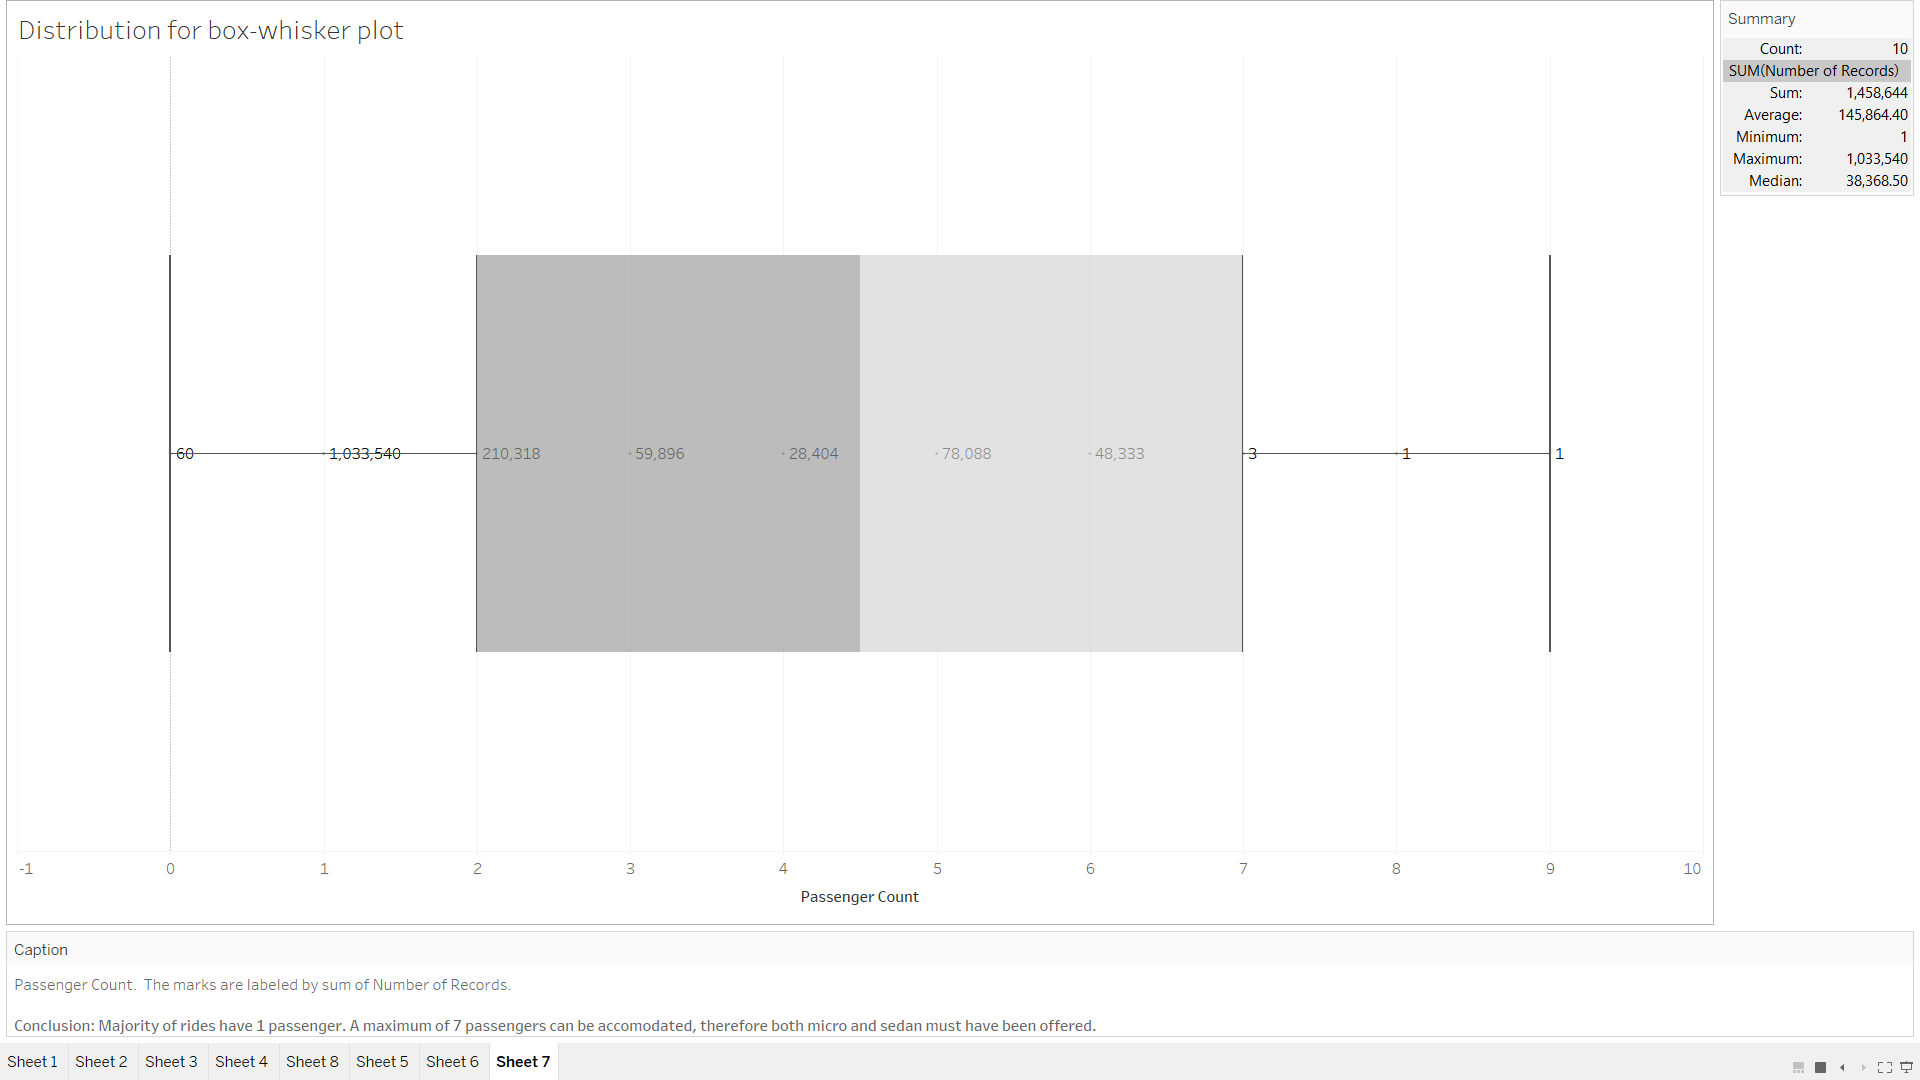 Distribution for box-whisker plot
Summary
Count: 10
SUM(Number of Records)
Sum: 1,458,644
Average: 145,864.40
Minimum: 1
Maximum: 1,033,540
Median: 38,368.50
60 1,033,540 210,318 59,896 28,404 78,088 48,333 3 1 1
-1 0 1 2 3 4 5 6 7 8 9 10
Passenger Count
Caption
Passenger Count. The marks are labeled by sum of Number of Records.
Conclusion: Majority of rides have 1 passenger. A maximum of 7 passengers can be accomodated, therefore both micro and sedan must have been offered.
Sheet 1 Sheet 2 Sheet 3 Sheet 4 Sheet 8 Sheet 5 Sheet 6 Sheet 7